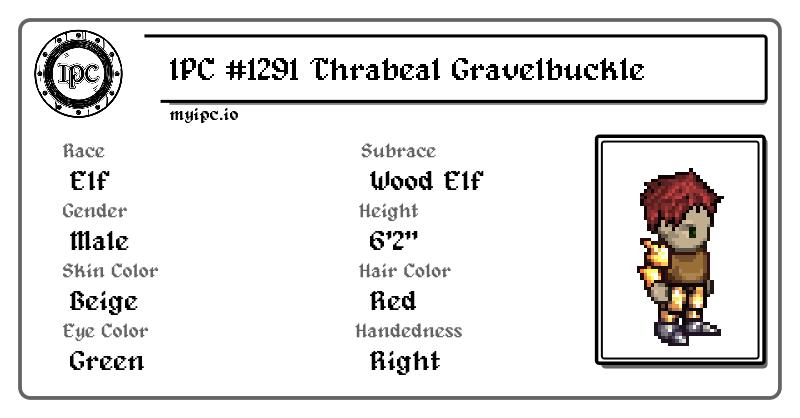 IPC
IPC #1291 Thrabeal Gravelbuckle
myipc.io
Race
Elf
Subrace
Wood Elf
Gender
Male
Height
6'2"
Skin Color
Beige
Hair Color
Red
Eye Color
Green
Handedness
Right